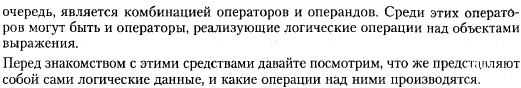 очередь, является комбинацией операторов и операндов. Среди этих операто-
ров могут быть и операторы, реализующие логические операции над объектами
выражения.
Перед знакомством с этими средствами давайте посмотрим, что же представляют
собой сами логические данные, и какие операции над ними производятся.